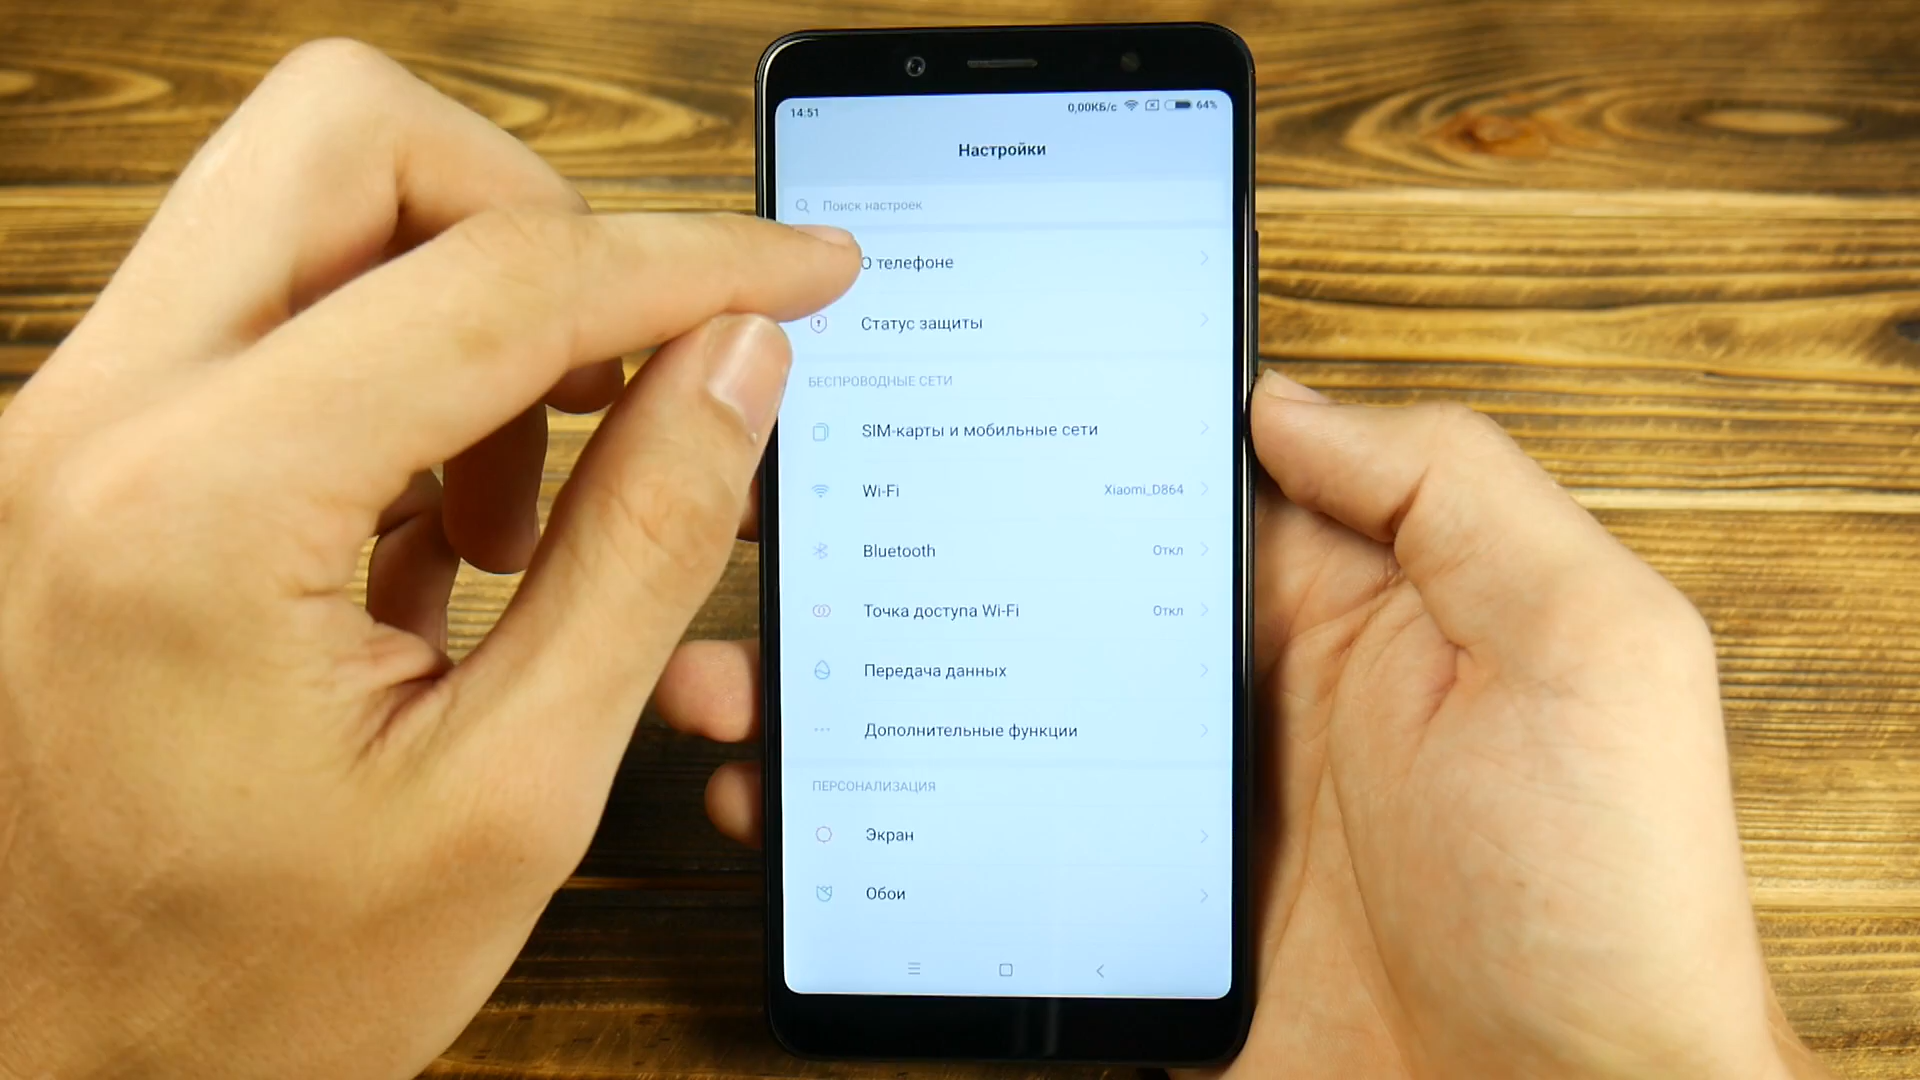 14:51
0,00КБ/с 64%
Настройки
Поиск настроек
О телефоне
Статус защиты
БЕСПРОВОДНЫЕ СЕТИ
SIM-карты и мобильные сети
Wi-Fi Xiaomi_D864
Bluetooth Откл
Точка доступа Wi-Fi Откл
Передача данных
Дополнительные функции
ПЕРСОНАЛИЗАЦИЯ
Экран
Обои